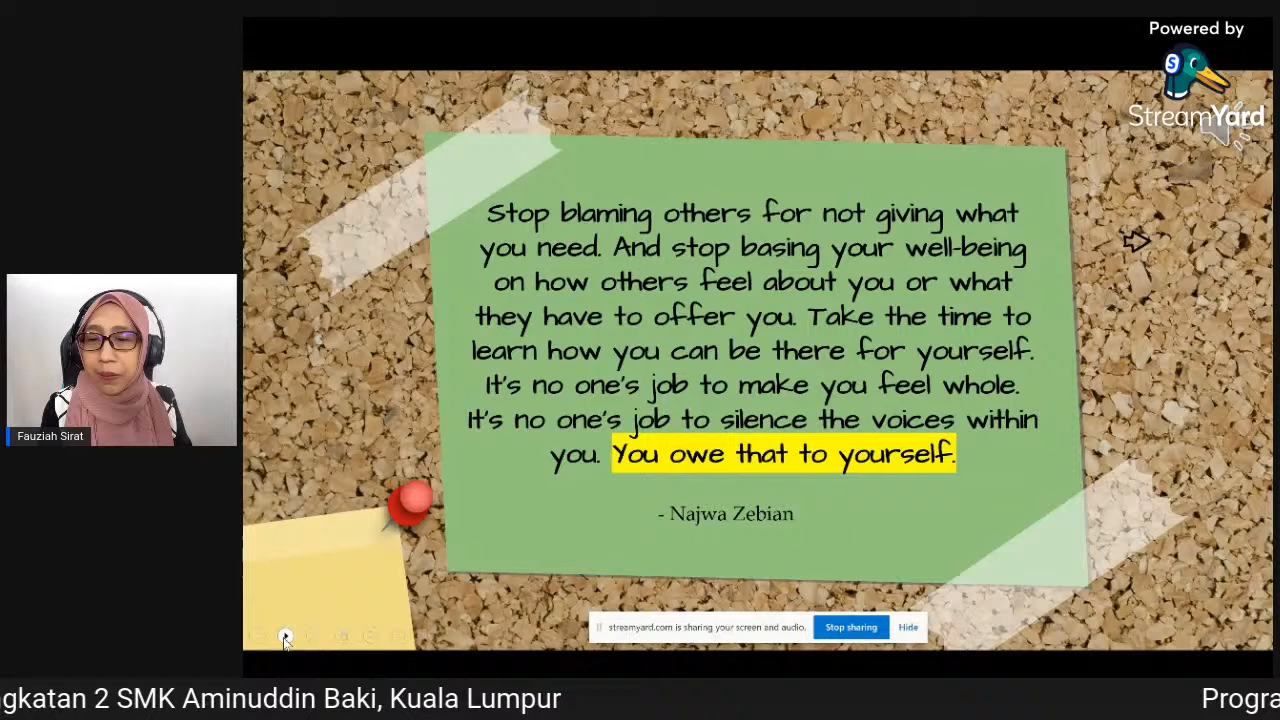 Powered by
StreamYard
Stop blaming others for not giving what
you need. And stop basing your well-being
on how others feel about you or what
they have to offer you. Take the time to
learn how you can be there for yourself.
It's no one's job to make you feel whole.
It's no one's job to silence the voices within
you. You owe that to yourself.
- Najwa Zebian
Fauziah Sirat
streamyard.com is sharing your screen and audio.
Stop sharing
Hide
gkatan 2 SMK Aminuddin Baki, Kuala Lumpur
Progra